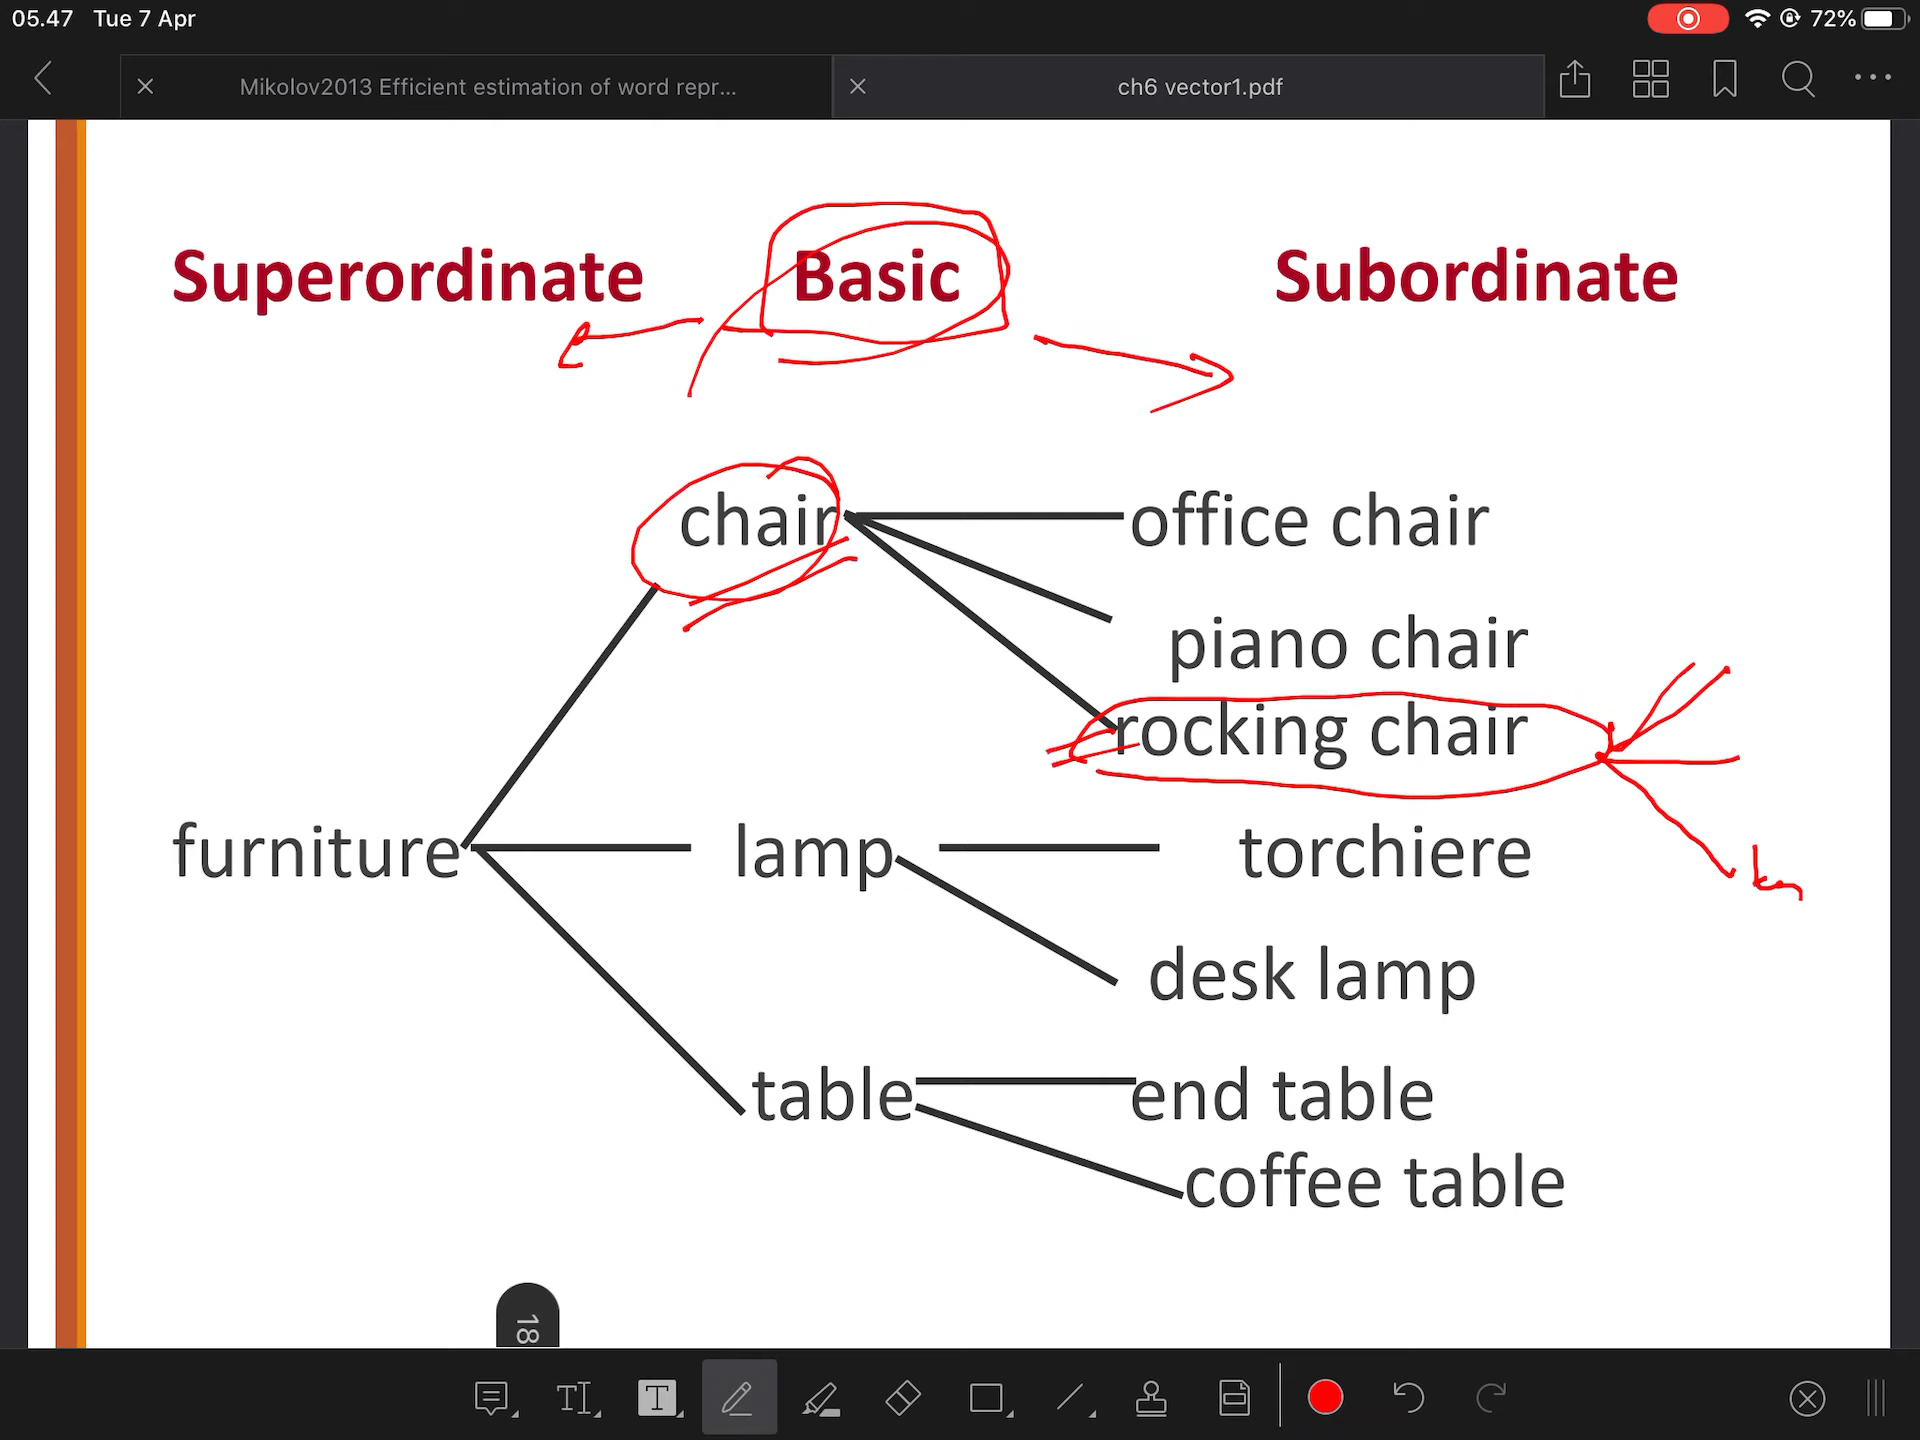 05.47 Tue 7 Apr
72%
Mikolov2013 Efficient estimation of word repr...
ch6 vector1.pdf
Superordinate Basic Subordinate
chair office chair
piano chair
rocking chair
furniture lamp torchiere
desk lamp
table end table
coffee table
18